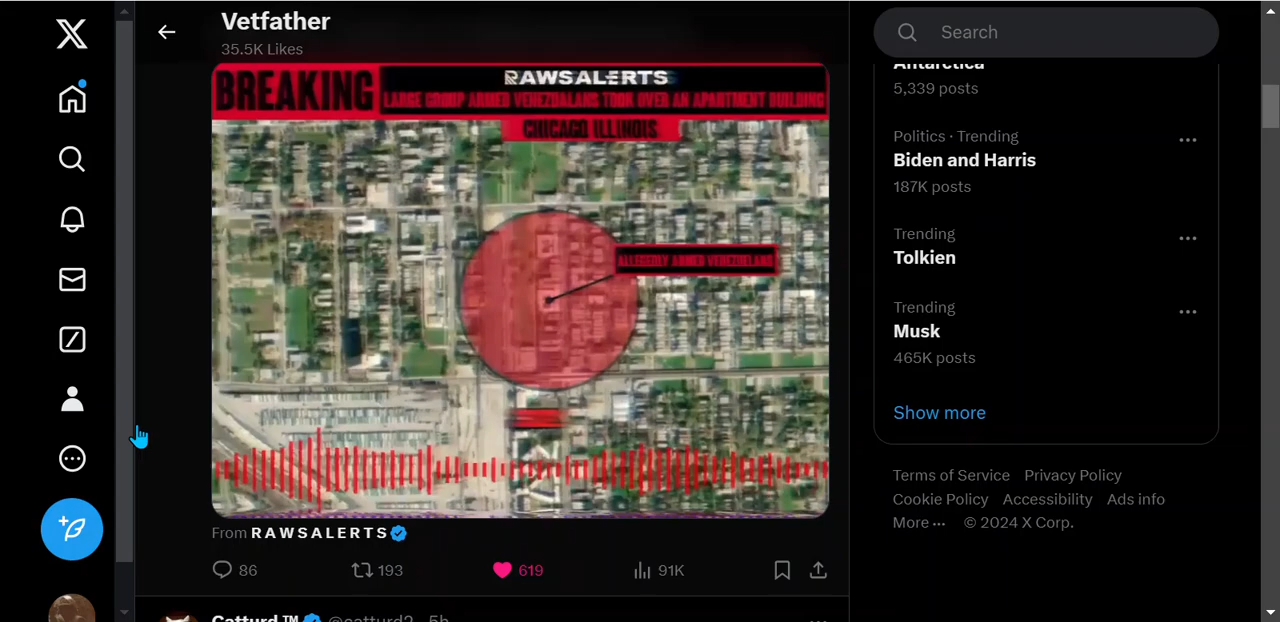 Vetfather
35.5K Likes
BREAKING
RAWSALERTS
LARGE GROUP ARMED VENEZUALANS TOOK OVER AN APARTMENT BUILDING
CHICAGO ILLINOIS
ALLEGEDLY ARMED VENEZUELANS
From R A W S A L E R T S
86
193
619
91K
Catturd ™ @catturd2 · 5h
Search
Antarctica
5,339 posts
Politics · Trending
Biden and Harris
187K posts
Trending
Tolkien
Trending
Musk
465K posts
Show more
Terms of Service Privacy Policy
Cookie Policy Accessibility Ads info
More ··· © 2024 X Corp.